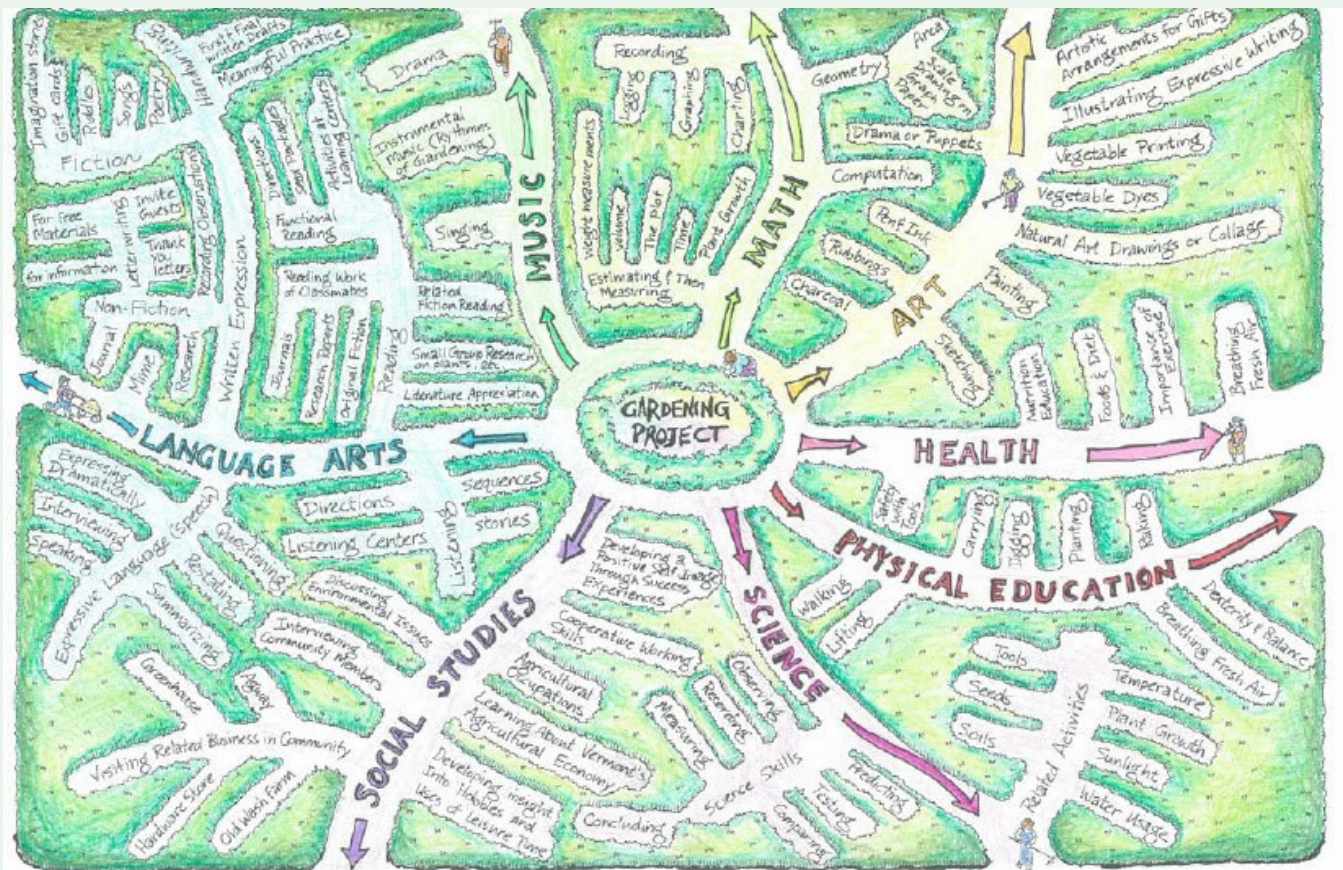 GARDENING
PROJECT
MUSIC
Drama
Instrumental
Music (Rythmes
of Gardening)
Singing
MATH
Recording
Logging
Graphing
Charting
Weight measurements
Volume
The plot
Time
Plant Growth
Estimating & Then
Measuring
Geometry
Area
Scale
Drawing on
Graph
Paper
Drama or Puppets
Computation
ART
Artistic
Arrangements for Gifts
Illustrating Expressive Writing
Vegetable Printing
Vegetable Dyes
Natural Art Drawings or Collage
Painting
Sketching
Pen & Ink
Rubbings
Charcoal
HEALTH
Nutrition
Education
Foods & Diet
Importance of
Exercise
Breathing
Fresh Air
Safety
With
Tools
PHYSICAL EDUCATION
Carrying
Digging
Planting
Raking
Walking
Lifting
Dexterity & Balance
Breathing Fresh Air
SCIENCE
Observing
Recording
Measuring
Science Skills
Predicting
Testing
Comparing
Concluding
Related Activities
Tools
Seeds
Soils
Temperature
Plant Growth
Sunlight
Water Usage
SOCIAL STUDIES
Developing a
Positive Self Image
Through Success
Experiences
Cooperative Working
Skills
Agricultural
Occupations
Learning About Vermont's
Agricultural Economy
Developing insight
Into Hobbies and
Uses of Leisure Time
Discussing
Environmental Issues
Interviewing
Community Members
Visiting Related Business in Community
Greenhouse
Agway
Hardware Store
Old Wash Farm
LANGUAGE ARTS
Listening
sequences
stories
Directions
Listening Centers
Expressive Language (Speech)
Expressing
Dramatically
Interviewing
Speaking
Questioning
Restating
Summarizing
Reading
Related
Fiction Reading
Small Group Research
on plants, etc.
Literature Appreciation
Functional
Reading
Directions
Seed Packages
Activities at
Learning Centers
Reading Work
of Classmates
Journals
Research Reports
Original Fiction
Written Expression
Handwriting
First & Final
Written Drafts
Meaningful Practice
Fiction
Imagination story
Gift cards
Riddles
Songs
Poetry
Recording Observations
Non-Fiction
Letterwriting
Invite
Guests
Thank
you
letters
For Free
Materials
for information
Journal
Mime
Research